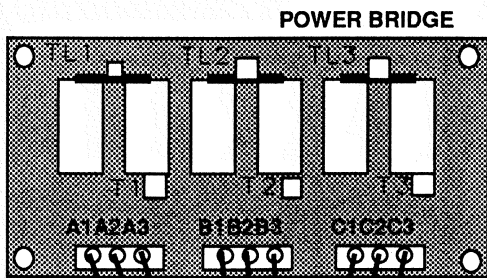 POWER BRIDGE
TL1 TL2 TL3
T1 T2 T3
A1A2A3 B1B2B3 C1C2C3